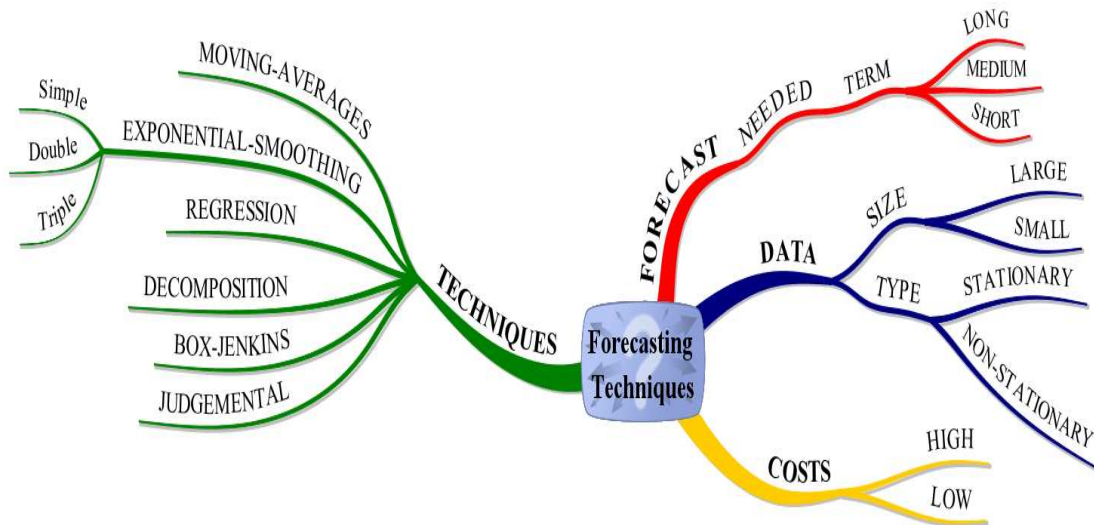 Forecasting
Techniques
FORECAST
NEEDED
TERM
LONG
MEDIUM
SHORT
DATA
SIZE
LARGE
SMALL
TYPE
STATIONARY
NON-STATIONARY
COSTS
HIGH
LOW
TECHNIQUES
MOVING-AVERAGES
EXPONENTIAL-SMOOTHING
Simple
Double
Triple
REGRESSION
DECOMPOSITION
BOX-JENKINS
JUDGEMENTAL